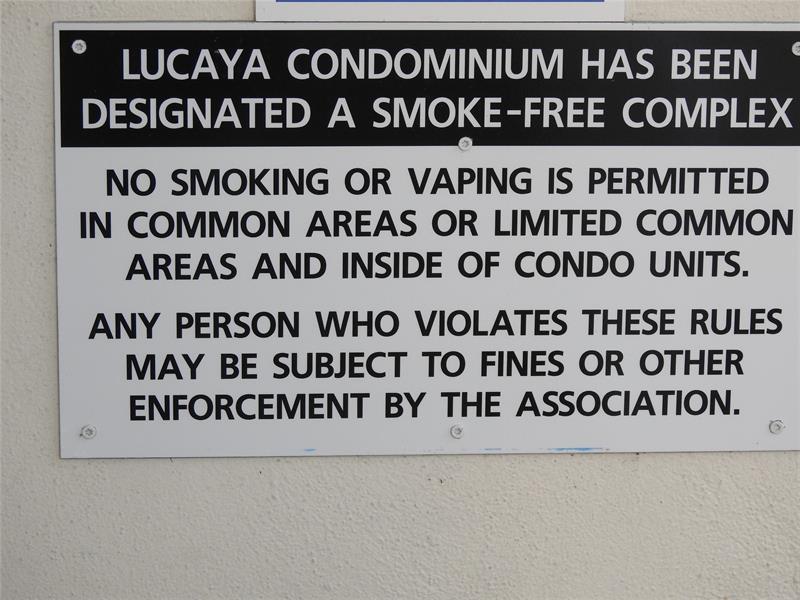 LUCAYA CONDOMINIUM HAS BEEN
DESIGNATED A SMOKE-FREE COMPLEX
NO SMOKING OR VAPING IS PERMITTED
IN COMMON AREAS OR LIMITED COMMON
AREAS AND INSIDE OF CONDO UNITS.
ANY PERSON WHO VIOLATES THESE RULES
MAY BE SUBJECT TO FINES OR OTHER
ENFORCEMENT BY THE ASSOCIATION.